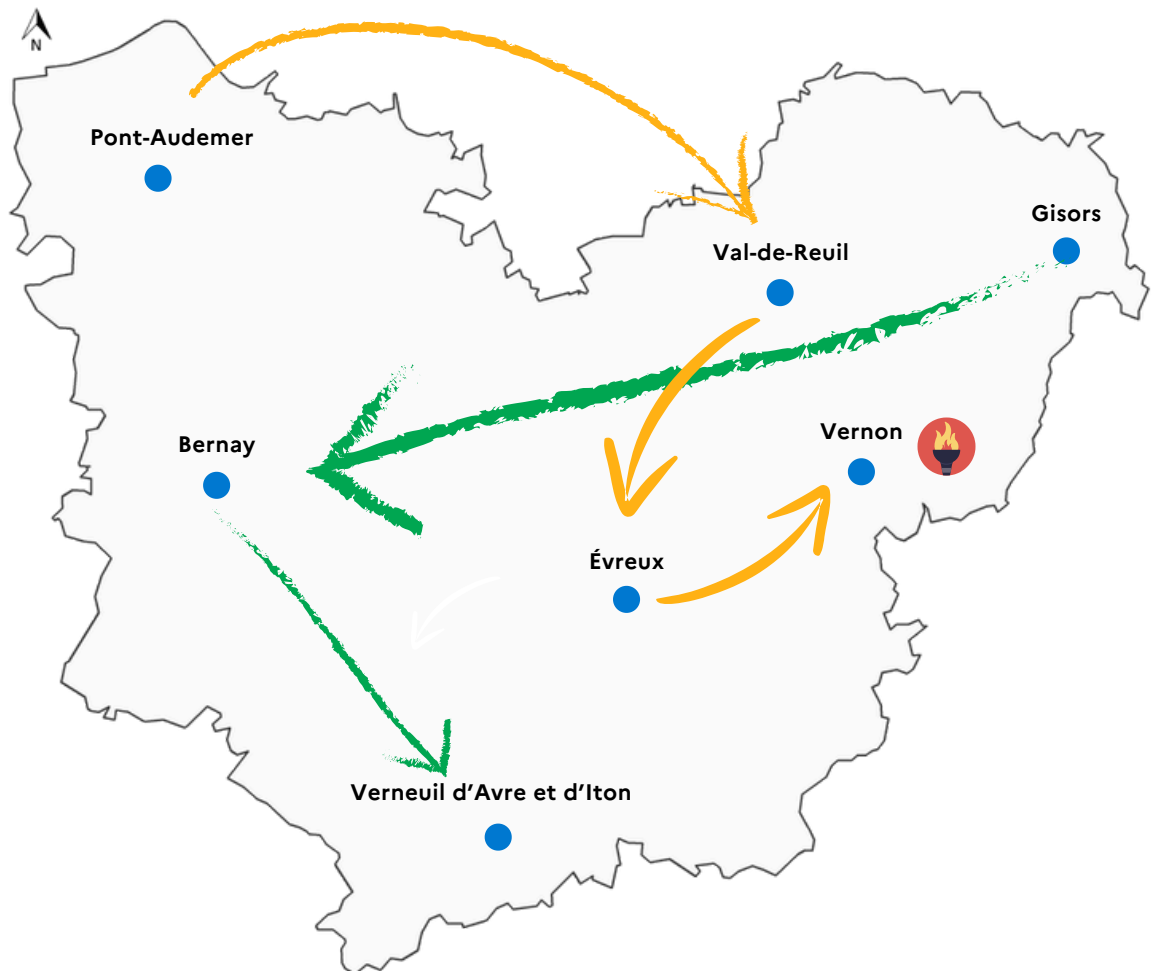 N
Pont-Audemer
Gisors
Val-de-Reuil
Vernon
Bernay
Évreux
Verneuil d’Avre et d’Iton